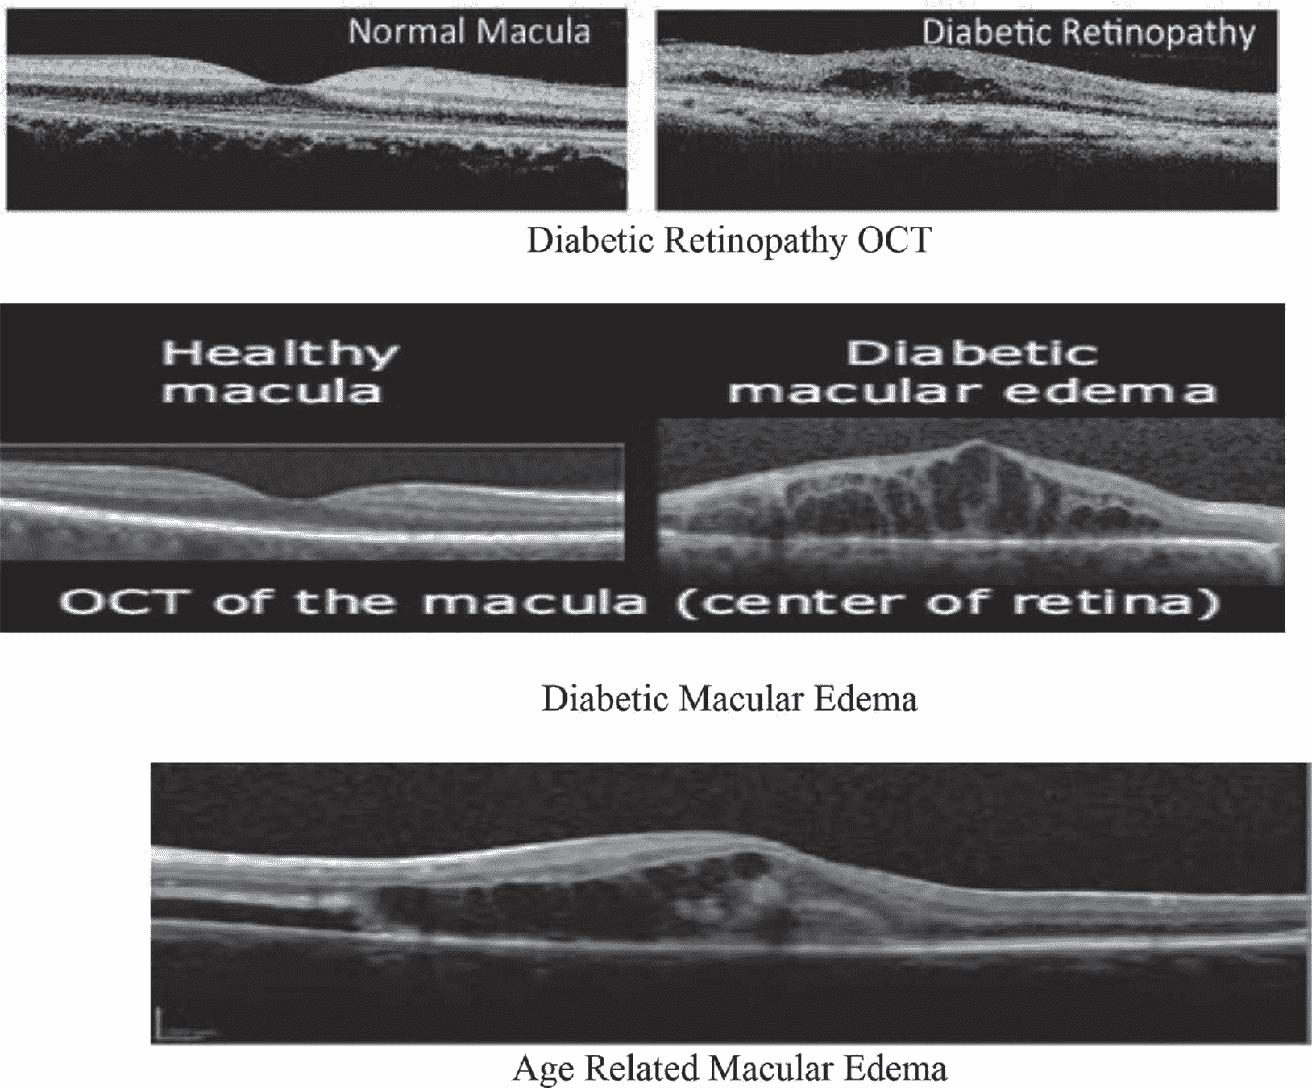 Normal Macula
Diabetic Retinopathy
Diabetic Retinopathy OCT
Healthy
macula
Diabetic
macular edema
OCT of the macula (center of retina)
Diabetic Macular Edema
Age Related Macular Edema